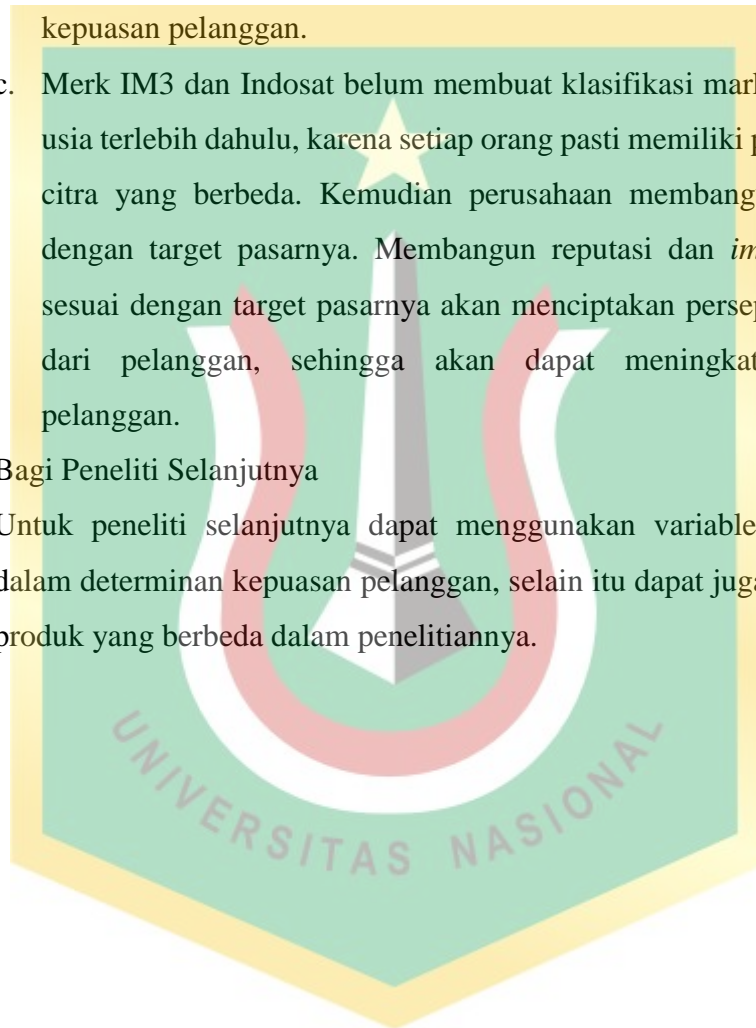 kepuasan pelanggan.
c. Merk IM3 dan Indosat belum membuat klasifikasi
usia terlebih dahulu, karena setiap orang pasti memiliki
citra yang berbeda. Kemudian perusahaan
dengan target pasarnya. Membangun reputasi dan
sesuai dengan target pasarnya akan menciptakan
dari pelanggan, sehingga akan dapat
pelanggan.
Bagi Peneliti Selanjutnya
Untuk peneliti selanjutnya dapat menggunakan variable
dalam determinan kepuasan pelanggan, selain itu dapat juga
produk yang berbeda dalam penelitiannya.
UNIVERSITAS NASIONAL